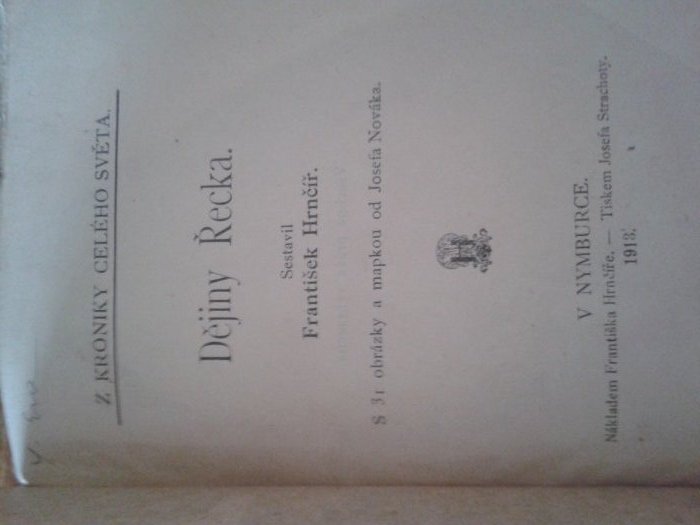 Z KRONIKY CELÉHO SVĚTA.
Dějiny Řecka.
Sestavil
František Hrnčíř.
S 31 obrázky a mapkou od Josefa Nováka.
H
V NYMBURCE.
Nákladem Františka Hrnčíře. — Tiskem Josefa Strachoty.
1913.